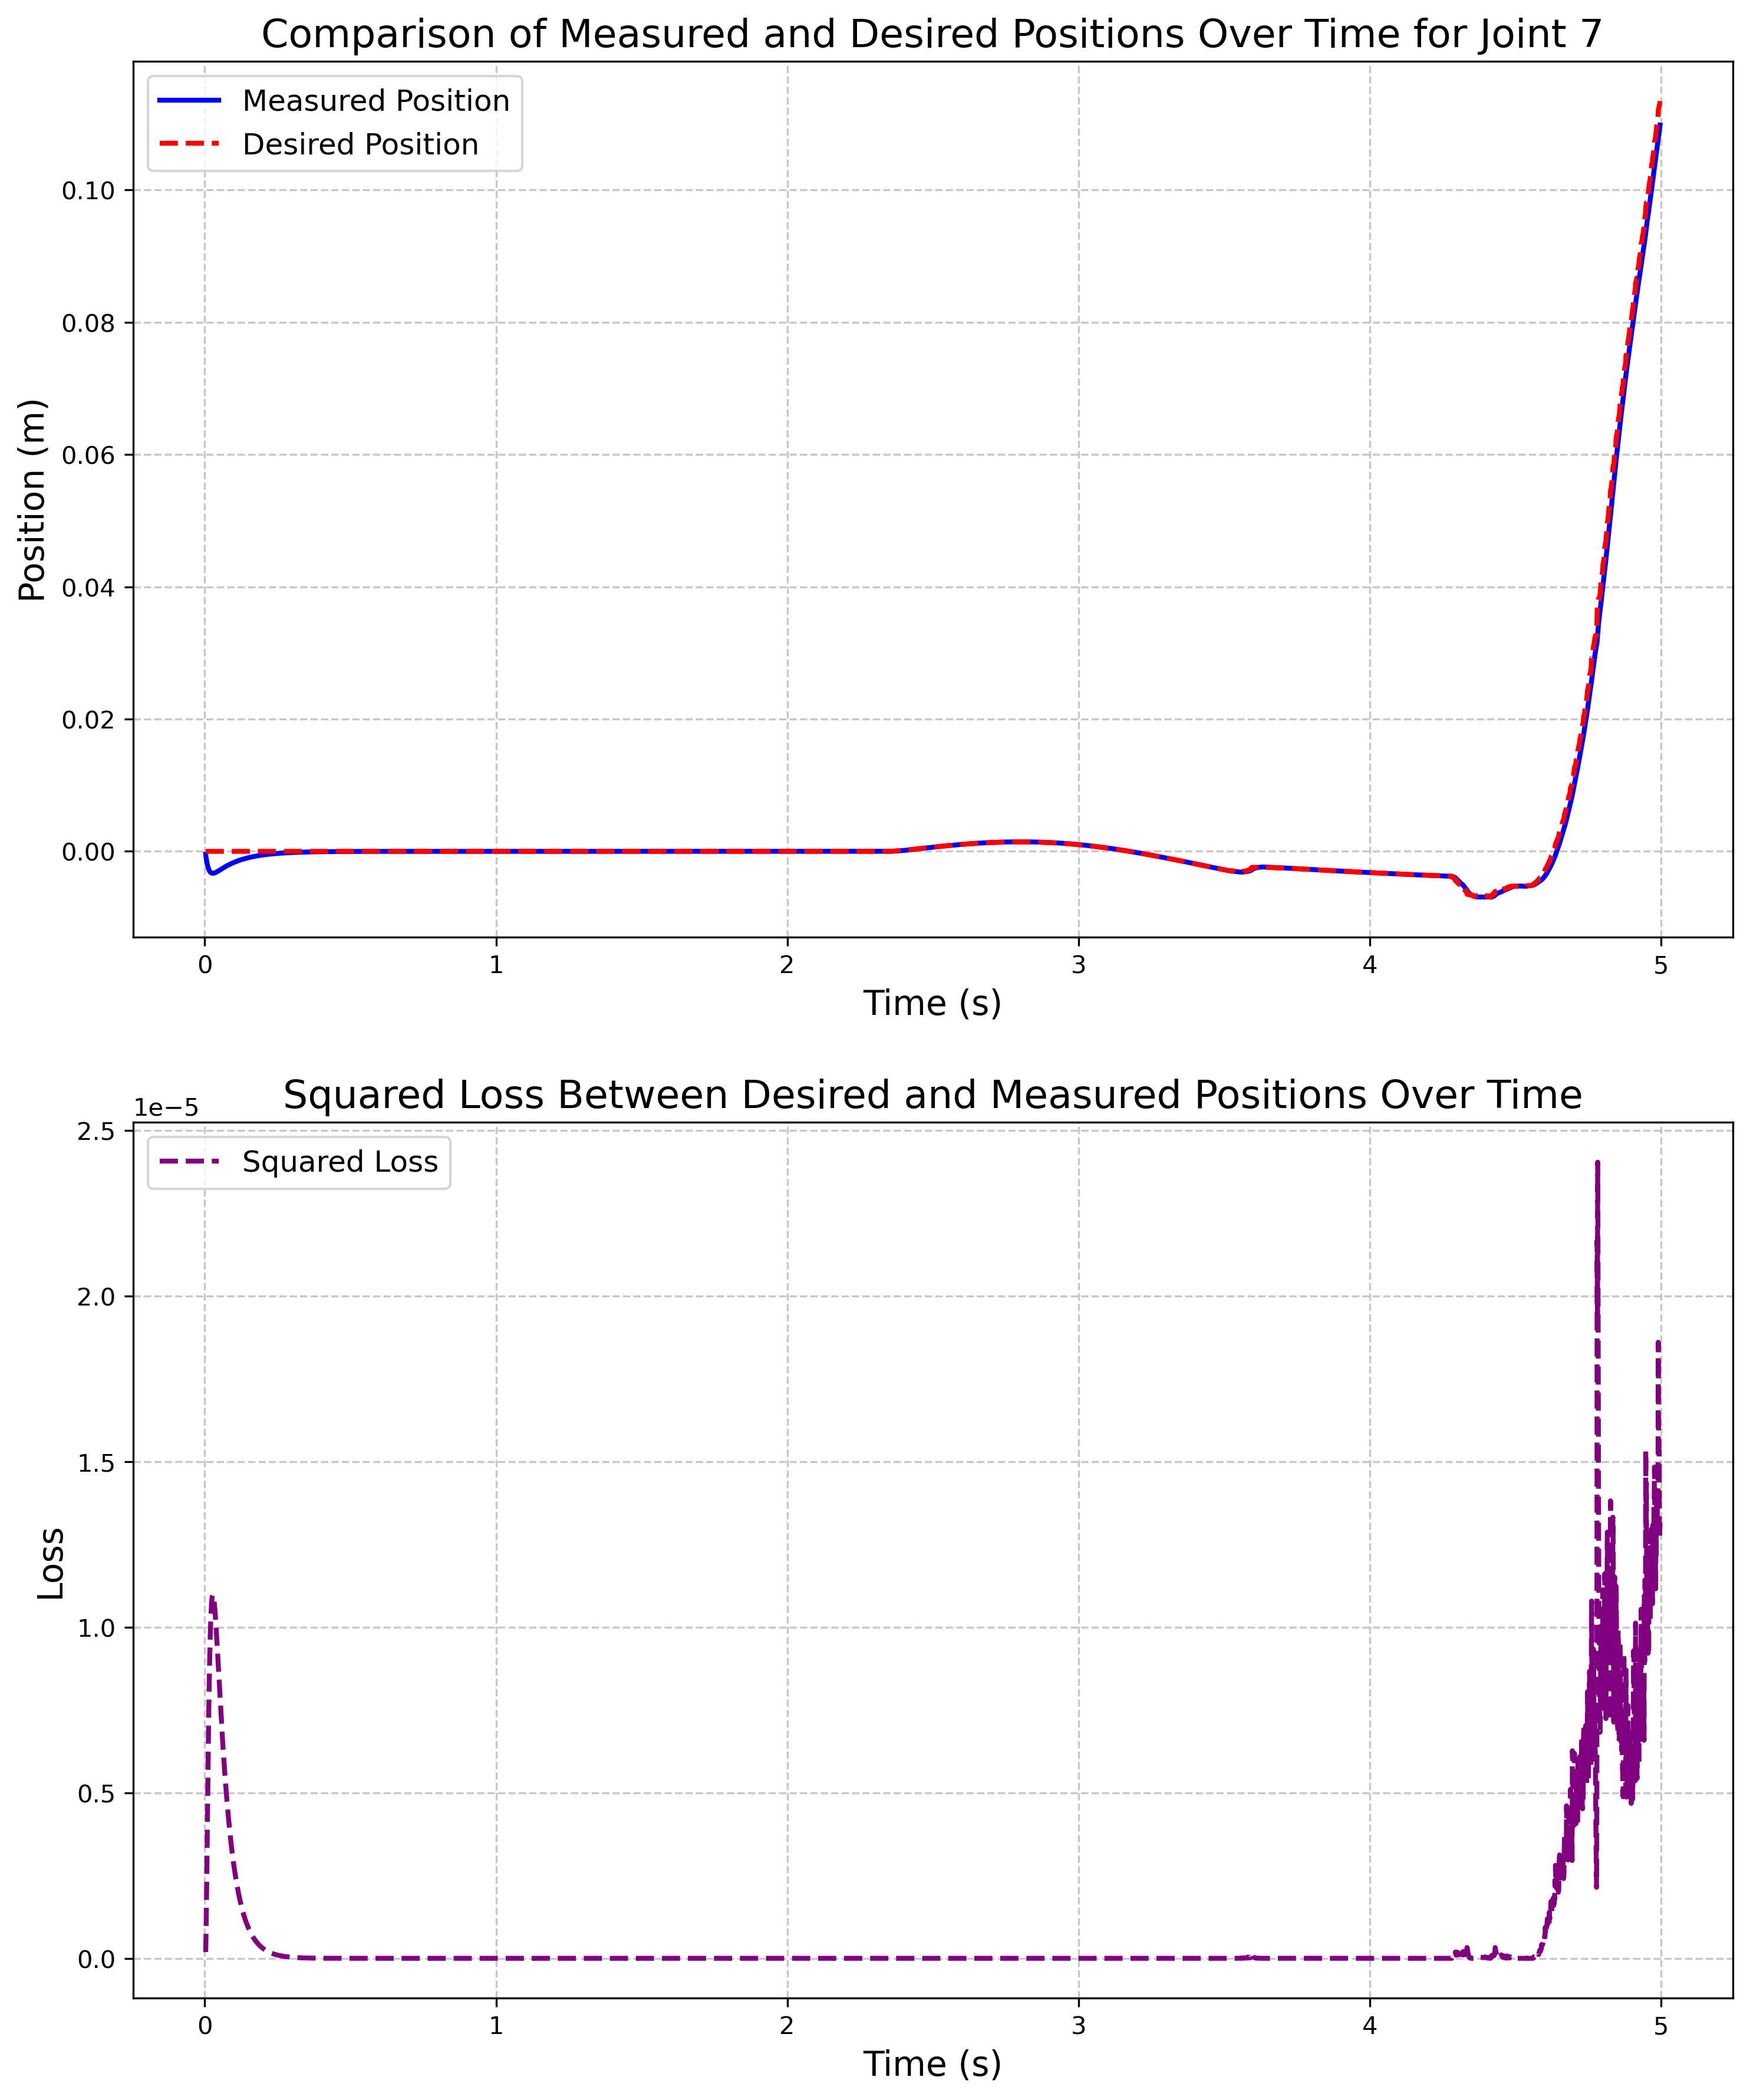 Comparison of Measured and Desired Positions Over Time for Joint 7
Measured Position
Desired Position
Position (m)
0.10
0.08
0.06
0.04
0.02
0.00
0 1 2 3 4 5
Time (s)
Squared Loss Between Desired and Measured Positions Over Time
1e−5
Squared Loss
Loss
2.5
2.0
1.5
1.0
0.5
0.0
0 1 2 3 4 5
Time (s)